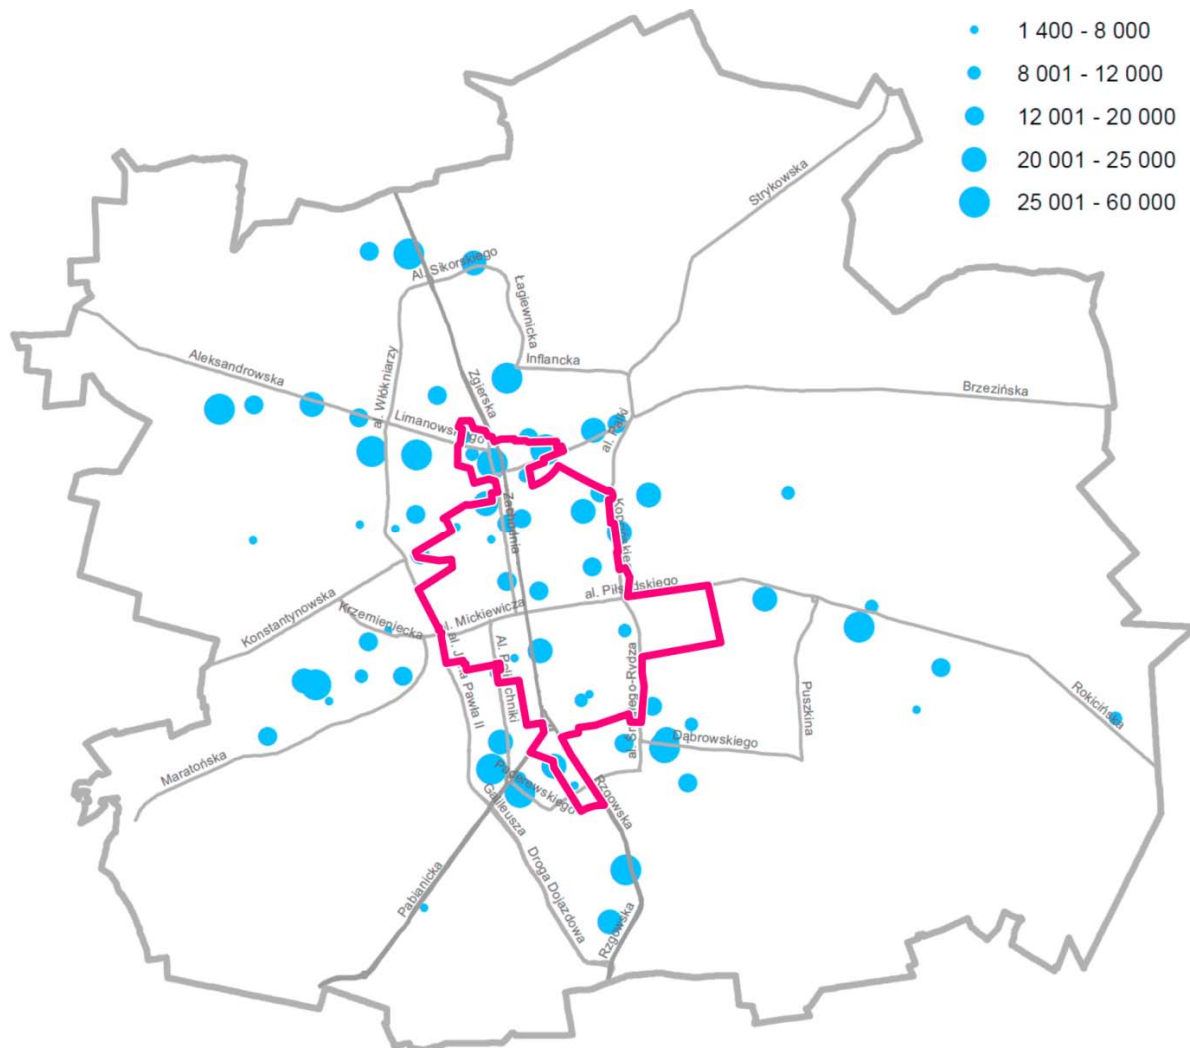 1 400 - 8 000
8 001 - 12 000
12 001 - 20 000
20 001 - 25 000
25 001 - 60 000
Strykowska
Al. Sikorskiego
Łagiewnicka
Inflancka
Aleksandrowska
al. Włókniarzy
Zgierska
Brzezińska
Limanowskiego
al. Palki
Zachodnia
al. Piłsudskiego
Konstantynowska
Krzemieniecka
al. Mickiewicza
al. Jana Pawła II
Al. Politechniki
Puszkina
Rokicińska
Dąbrowskiego
Maratońska
Paderewskiego
Galileusza
Rzgowska
Droga Dojazdowa
Pabianicka
Rzgowska